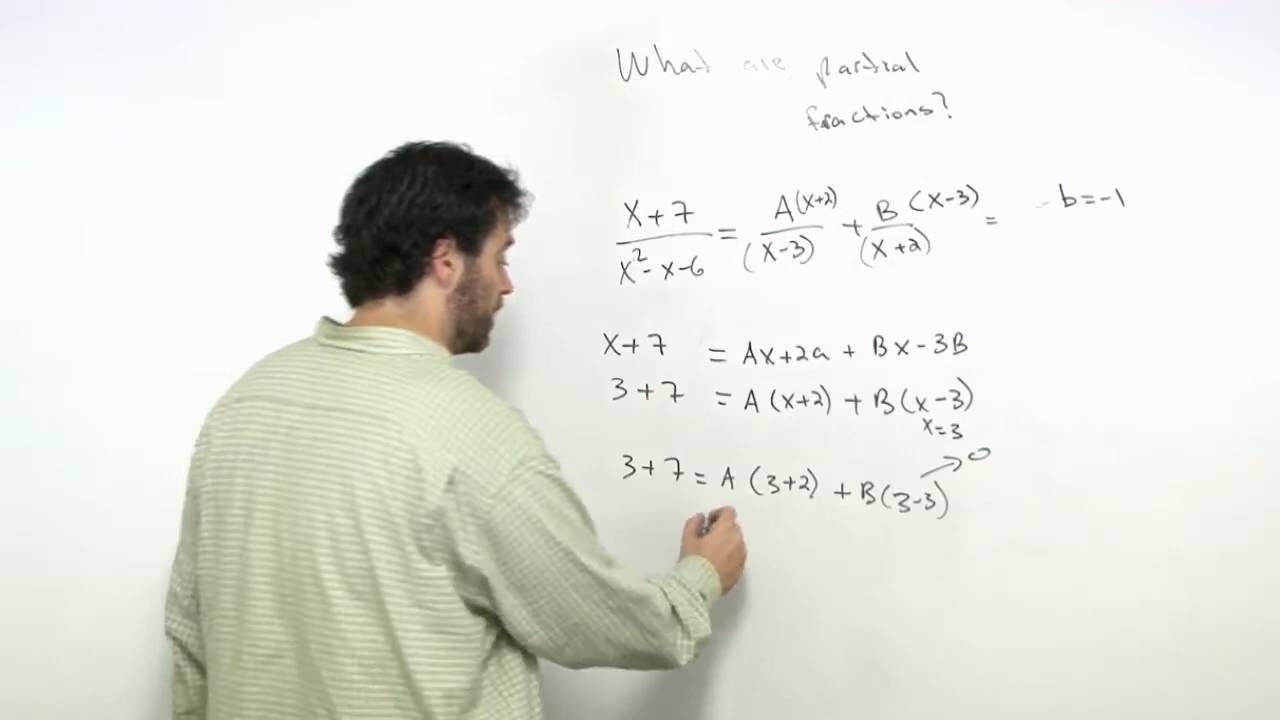 What are partial
fractions?
x+7 / x²-x-6 = A(x+2) / (x-3) + B(x-3) / (x+2) = b=-1
x+7 = Ax+2a + Bx-3B
3+7 = A(x+2) + B(x-3)
x=3
3+7 = A(3+2) + B(3-3) → 0